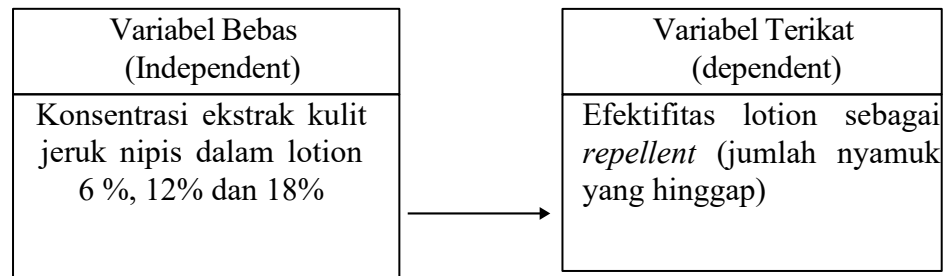 Variabel Bebas
(Independent)
Konsentrasi ekstrak kulit
jeruk nipis dalam lotion
6 %, 12% dan 18%
Variabel Terikat
(dependent)
Efektifitas lotion sebagai
repellent (jumlah nyamuk
yang hinggap)